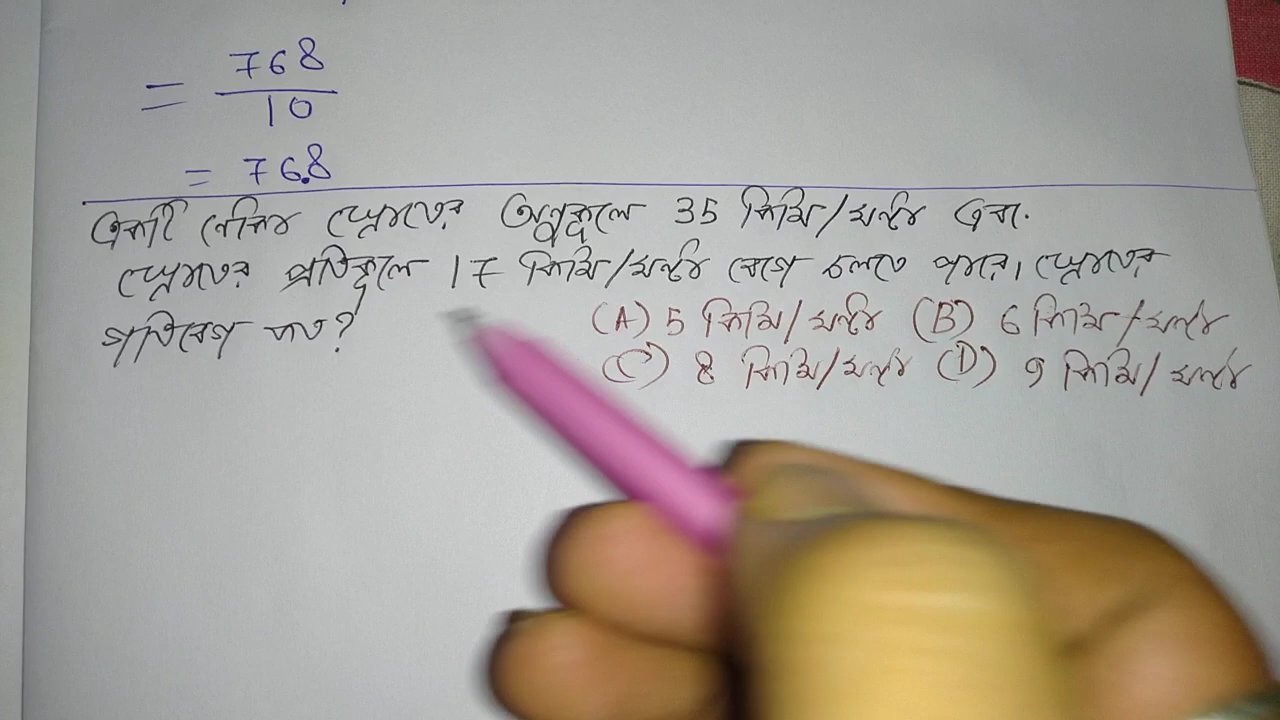 = 768
10
= 76.8
একটি নৌকা স্রোতের অনুকূলে 35 কিমি/ঘন্টা এবং
স্রোতের প্রতিকূলে 17 কিমি/ঘন্টা বেগে চলতে পারে। স্রোতের
গতিবেগ কত?
(A) 5 কিমি/ঘন্টা (B) 6 কিমি/ঘন্টা
(C) 8 কিমি/ঘন্টা (D) 9 কিমি/ঘন্টা